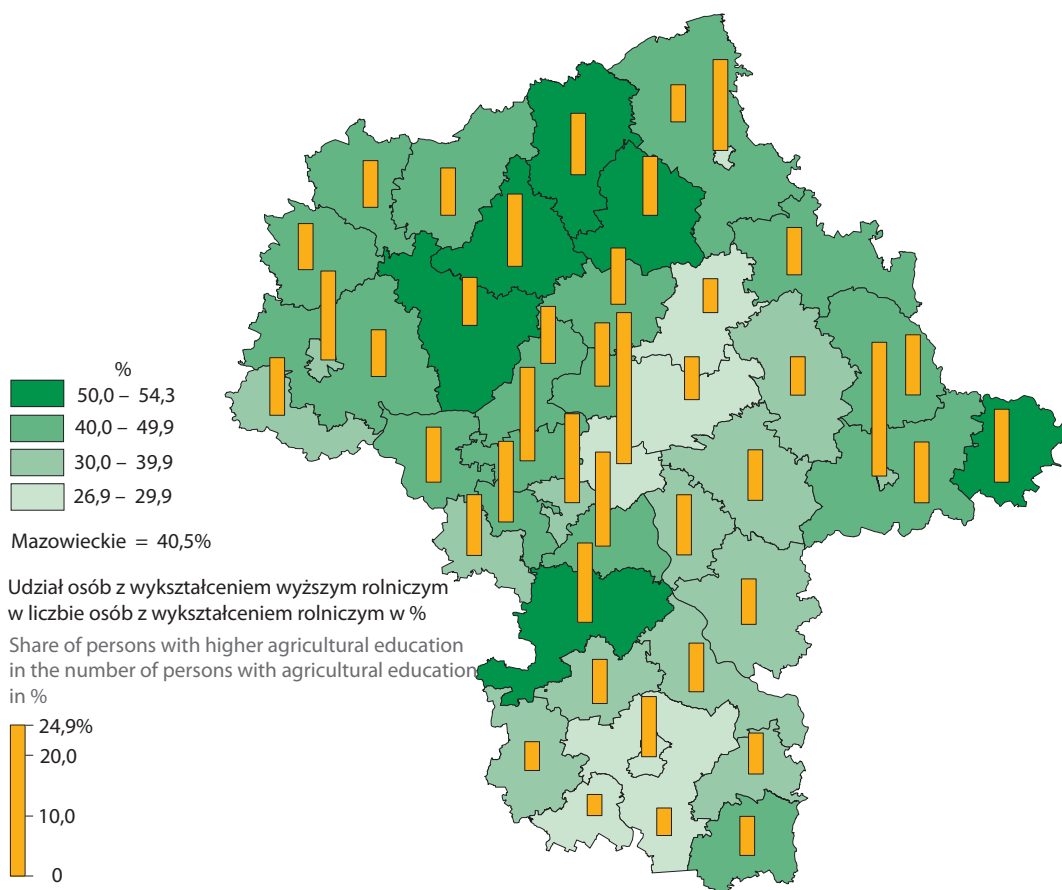 %
50,0 – 54,3
40,0 – 49,9
30,0 – 39,9
26,9 – 29,9
Mazowieckie = 40,5%
Udział osób z wykształceniem wyższym rolniczym
w liczbie osób z wykształceniem rolniczym w %
Share of persons with higher agricultural education
in the number of persons with agricultural education
in %
24,9%
20,0
10,0
0